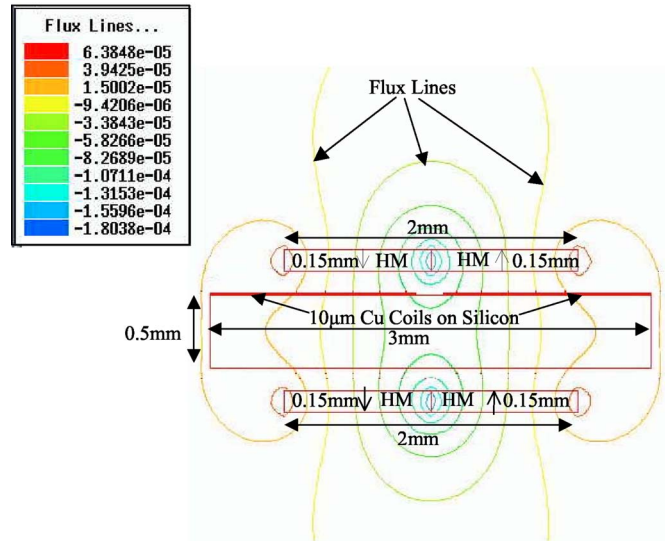 Flux Lines...
6.3848e-05
3.9425e-05
1.5002e-05
-9.4206e-06
-3.3843e-05
-5.8266e-05
-8.2689e-05
-1.0711e-04
-1.3153e-04
-1.5596e-04
-1.8038e-04
Flux Lines
2mm
0.15mm HM HM 0.15mm
10μm Cu Coils on Silicon
0.5mm
3mm
0.15mm HM HM 0.15mm
2mm